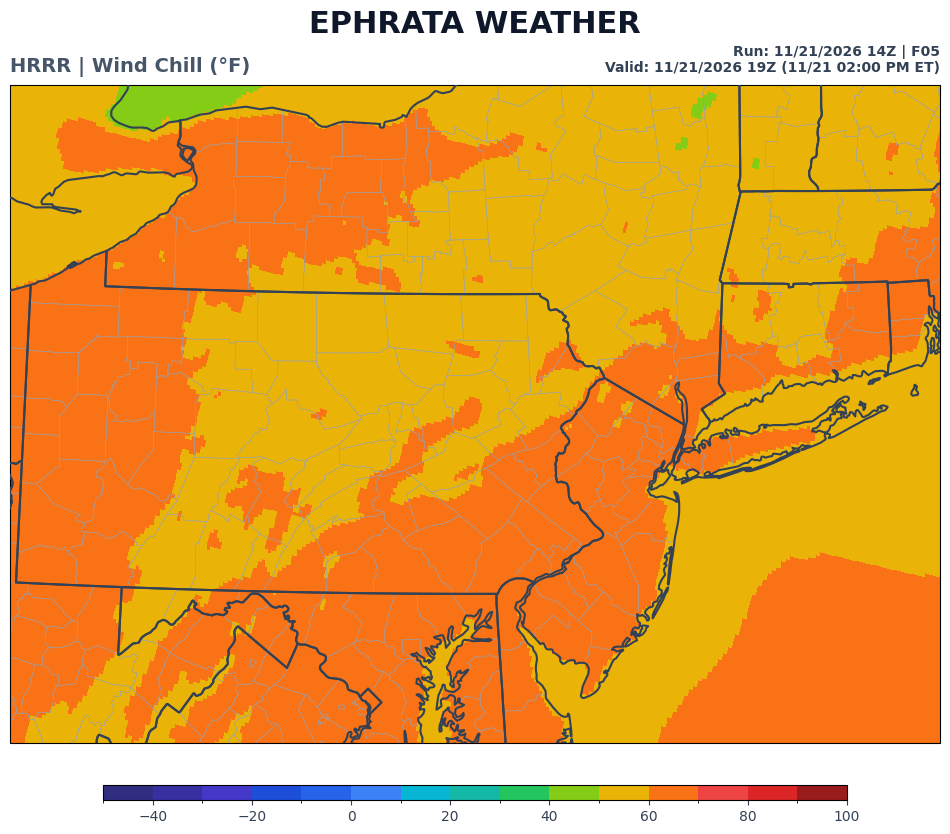 EPHRATA WEATHER
HRRR | Wind Chill (°F)
Run: 11/21/2026 14Z | F05
Valid: 11/21/2026 19Z (11/21 02:00 PM ET)
−40 −20 0 20 40 60 80 100